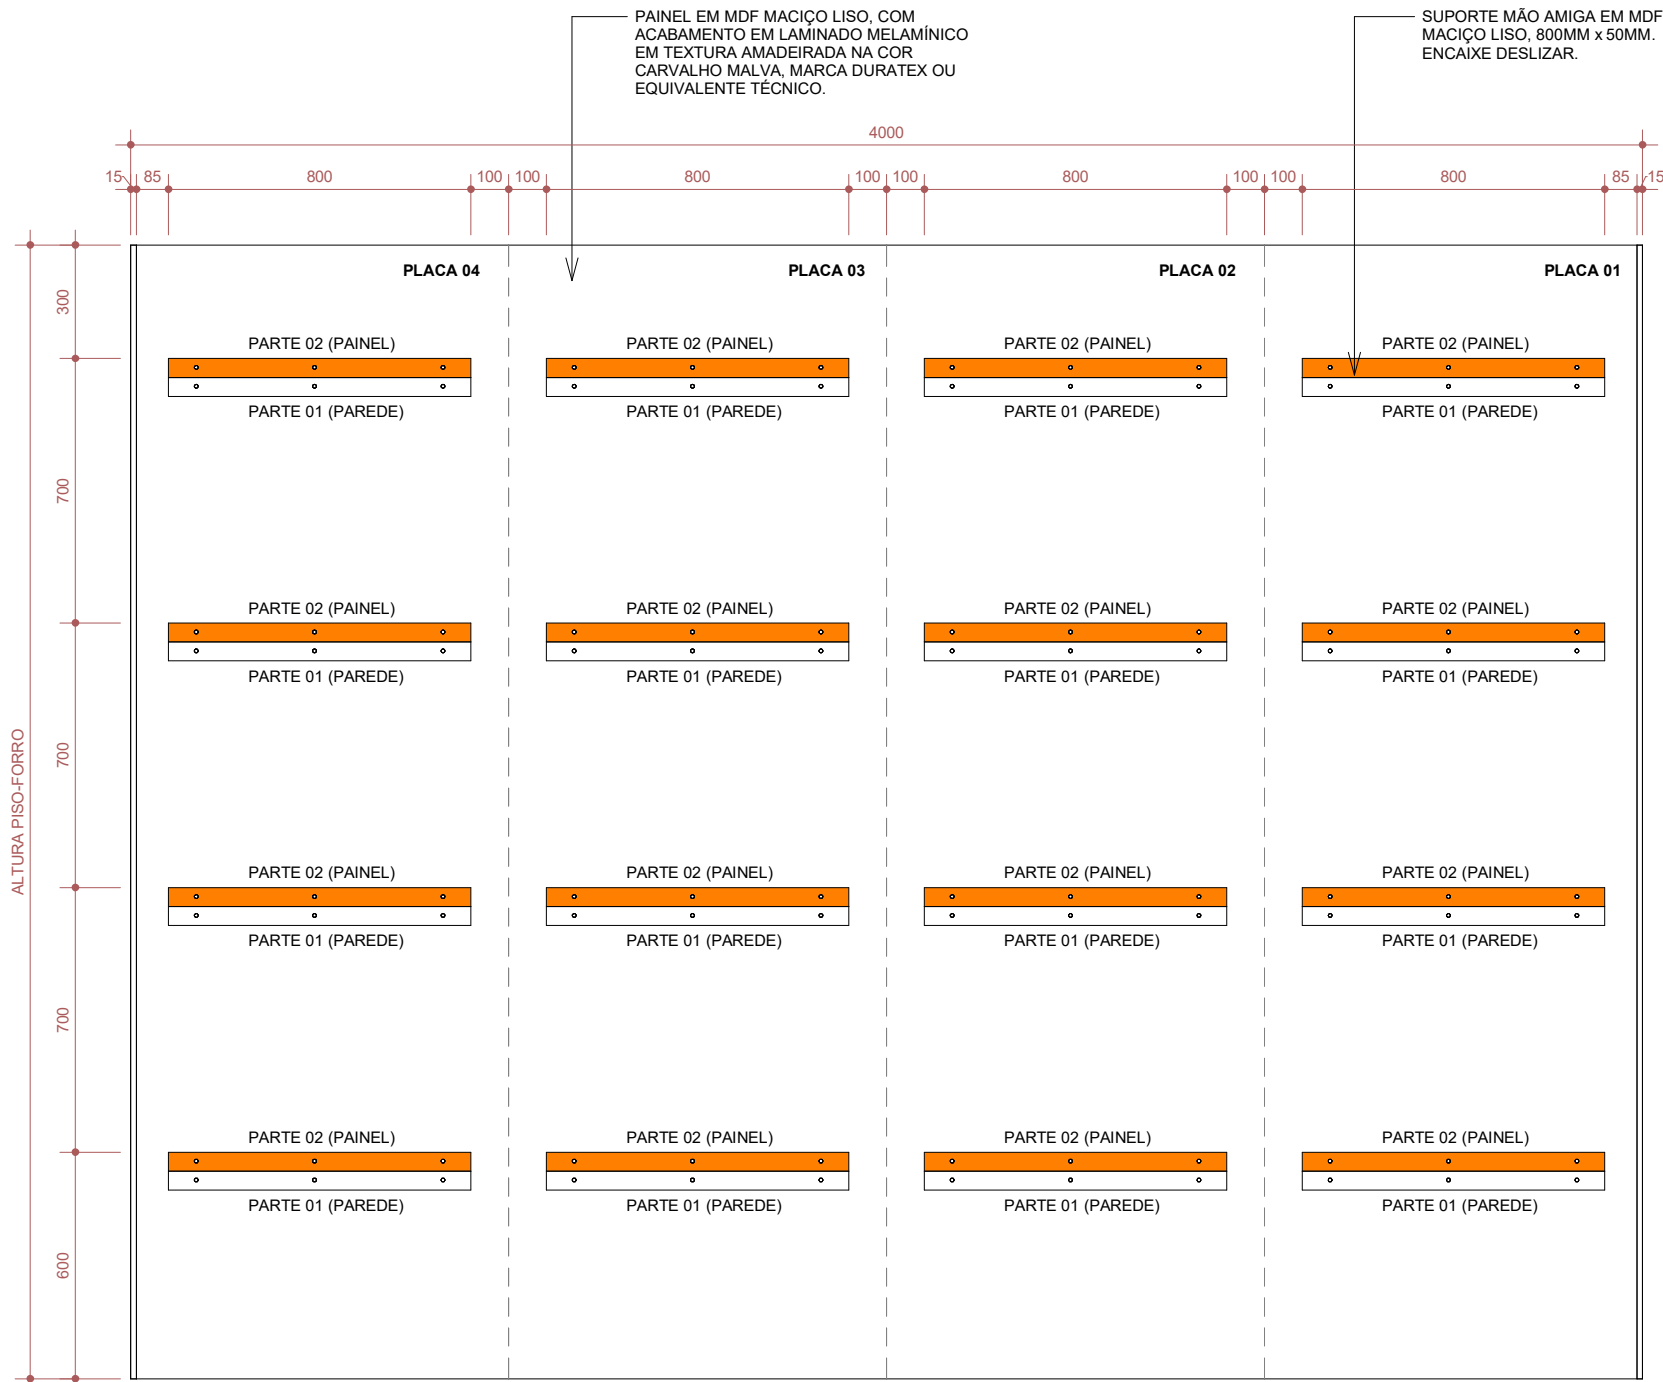 PAINEL EM MDF MACIÇO LISO, COM
ACABAMENTO EM LAMINADO MELAMÍNICO
EM TEXTURA AMADEIRADA NA COR
CARVALHO MALVA, MARCA DURATEX OU
EQUIVALENTE TÉCNICO.
SUPORTE MÃO AMIGA EM MDF
MACIÇO LISO, 800MM x 50MM.
ENCAIXE DESLIZAR.
4000
15 85 800 100 100 800 100 100 800 100 100 800 85 15
PLACA 04 PLACA 03 PLACA 02 PLACA 01
300
PARTE 02 (PAINEL) PARTE 02 (PAINEL) PARTE 02 (PAINEL) PARTE 02 (PAINEL)
PARTE 01 (PAREDE) PARTE 01 (PAREDE) PARTE 01 (PAREDE) PARTE 01 (PAREDE)
700
PARTE 02 (PAINEL) PARTE 02 (PAINEL) PARTE 02 (PAINEL) PARTE 02 (PAINEL)
PARTE 01 (PAREDE) PARTE 01 (PAREDE) PARTE 01 (PAREDE) PARTE 01 (PAREDE)
700
ALTURA PISO-FORRO
PARTE 02 (PAINEL) PARTE 02 (PAINEL) PARTE 02 (PAINEL) PARTE 02 (PAINEL)
PARTE 01 (PAREDE) PARTE 01 (PAREDE) PARTE 01 (PAREDE) PARTE 01 (PAREDE)
700
PARTE 02 (PAINEL) PARTE 02 (PAINEL) PARTE 02 (PAINEL) PARTE 02 (PAINEL)
PARTE 01 (PAREDE) PARTE 01 (PAREDE) PARTE 01 (PAREDE) PARTE 01 (PAREDE)
600